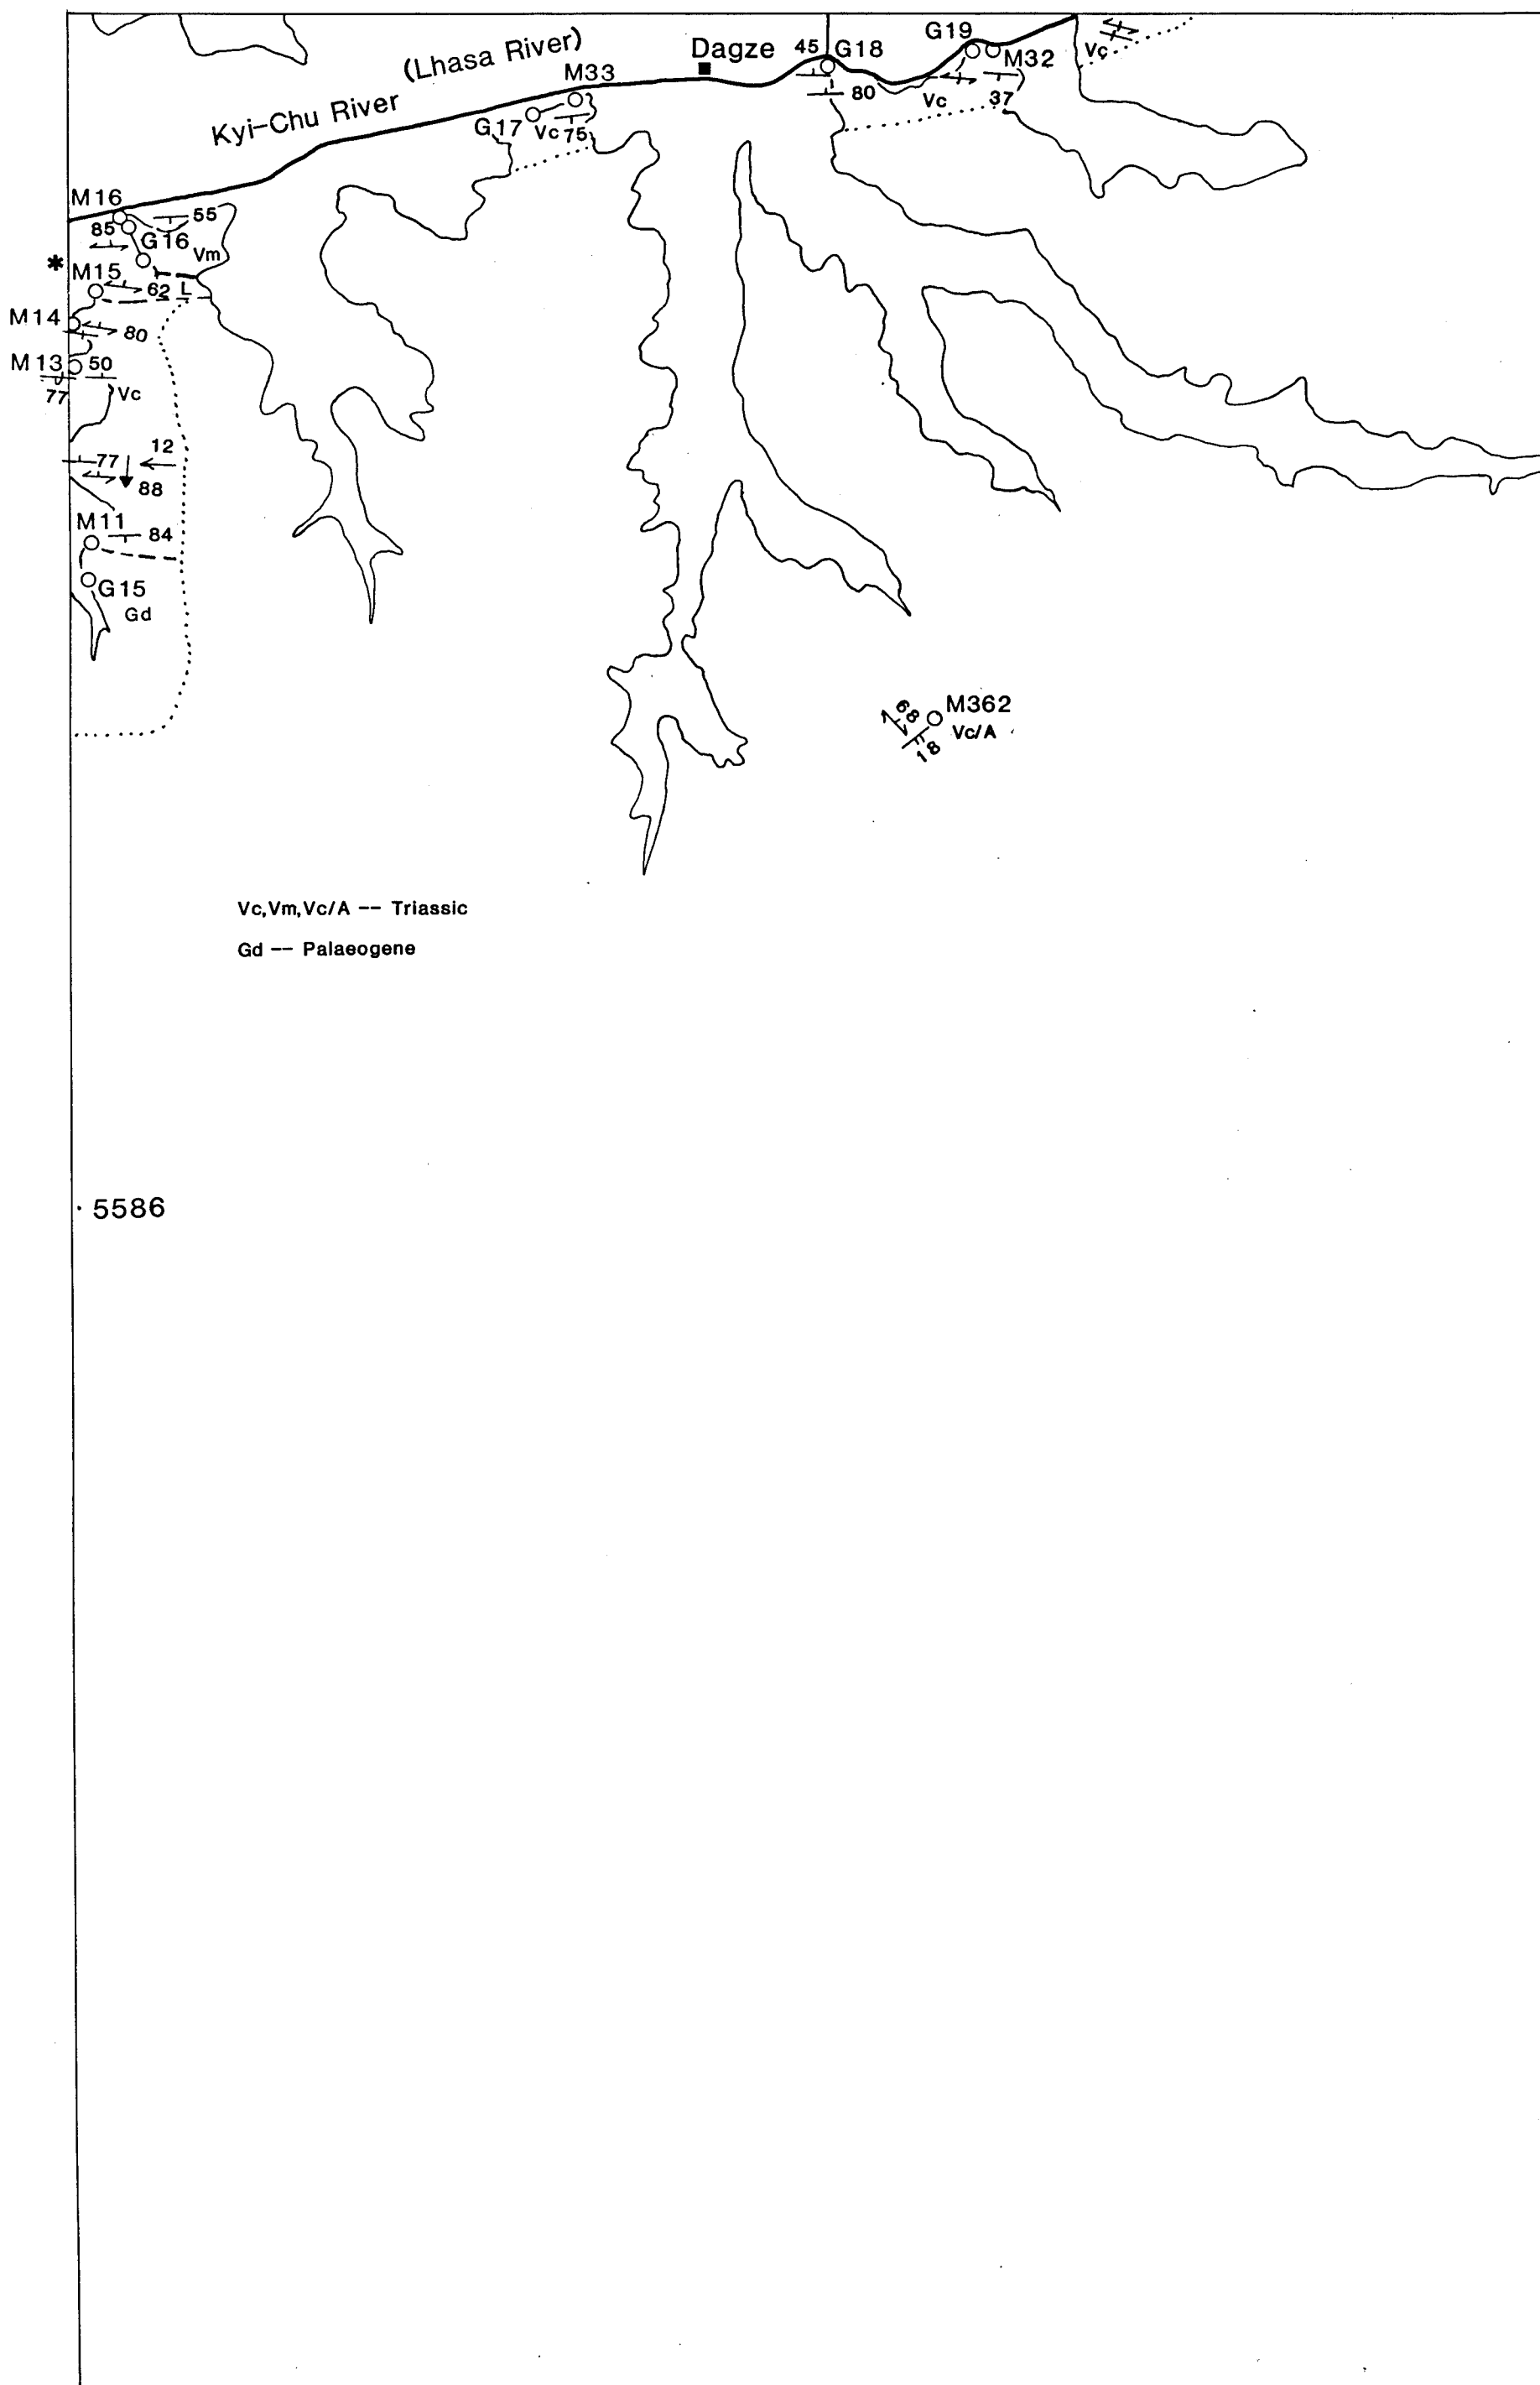 (Lhasa River)
Kyi-Chu River
Dagze
45 G18
80
G19
M32
Vc
37
Vc
M33
G17
Vc 75
M16
55
85
G16
Vm
*
M15
62 L
M14
80
M13 50
77
Vc
77
12
88
M11
84
G15
Gd
68
M362
Vc/A
18
Vc,Vm,Vc/A -- Triassic
Gd -- Palaeogene
5586